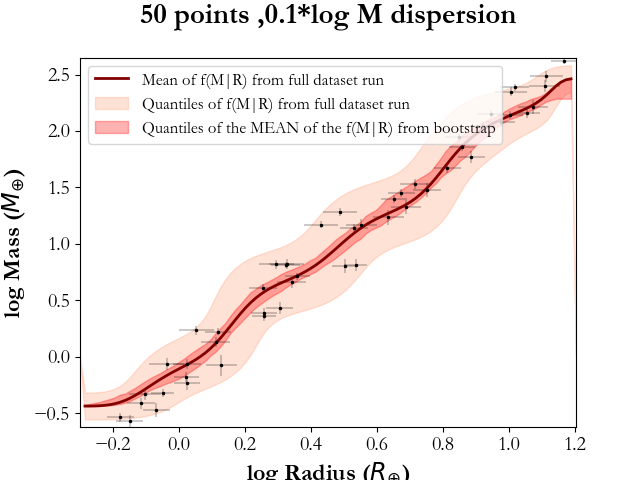 50 points ,0.1*log M dispersion
Mean of f(M|R) from full dataset run
Quantiles of f(M|R) from full dataset run
Quantiles of the MEAN of the f(M|R) from bootstrap
log Mass (M⊕)
2.5
2.0
1.5
1.0
0.5
0.0
−0.5
−0.2 0.0 0.2 0.4 0.6 0.8 1.0 1.2
log Radius (R⊕)